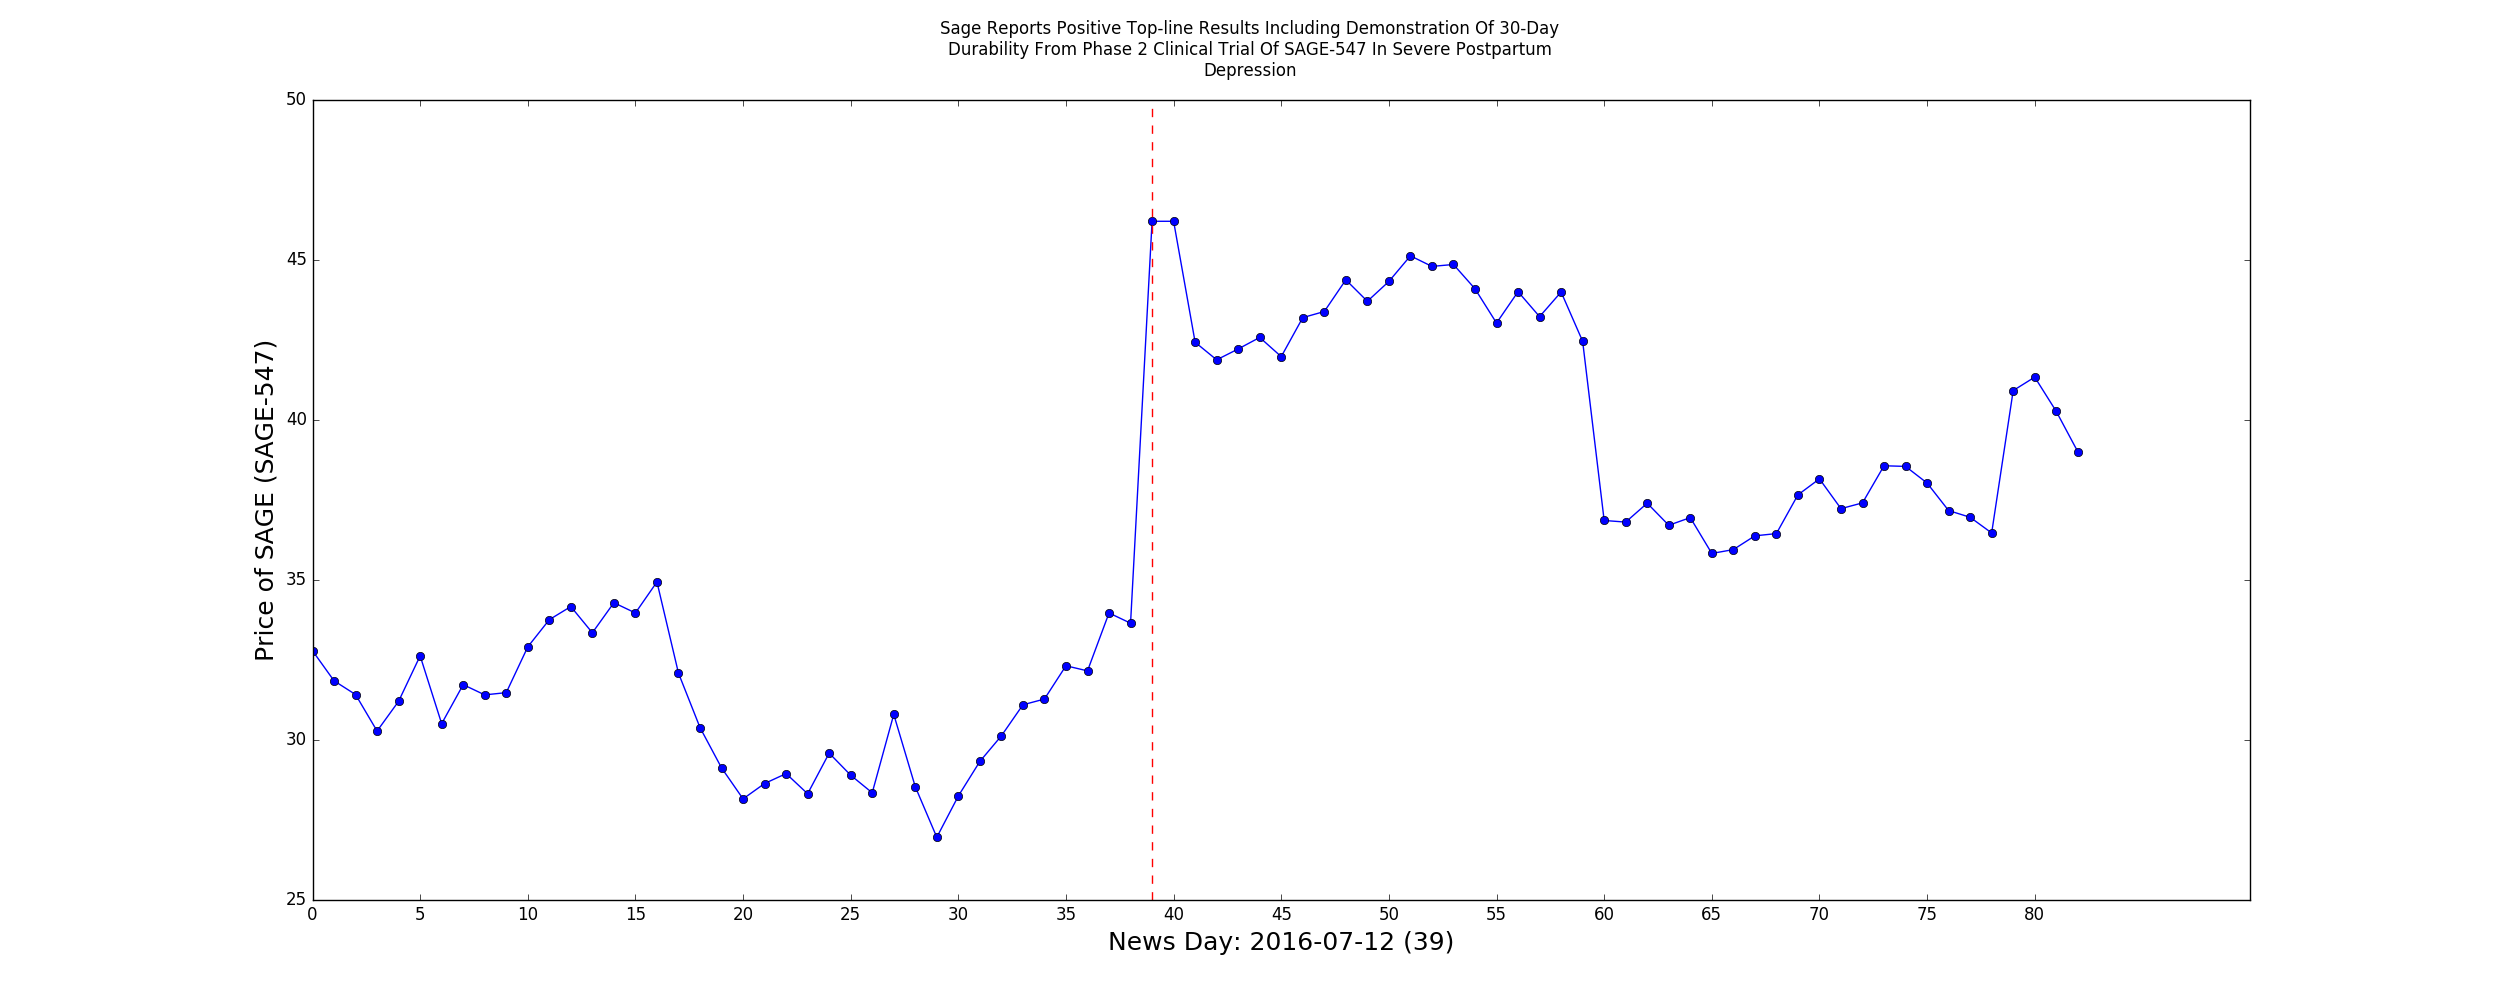 Sage Reports Positive Top-line Results Including Demonstration Of 30-Day
Durability From Phase 2 Clinical Trial Of SAGE-547 In Severe Postpartum
Depression
50
45
40
35
30
25
Price of SAGE (SAGE-547)
0 5 10 15 20 25 30 35 40 45 50 55 60 65 70 75 80
News Day: 2016-07-12 (39)